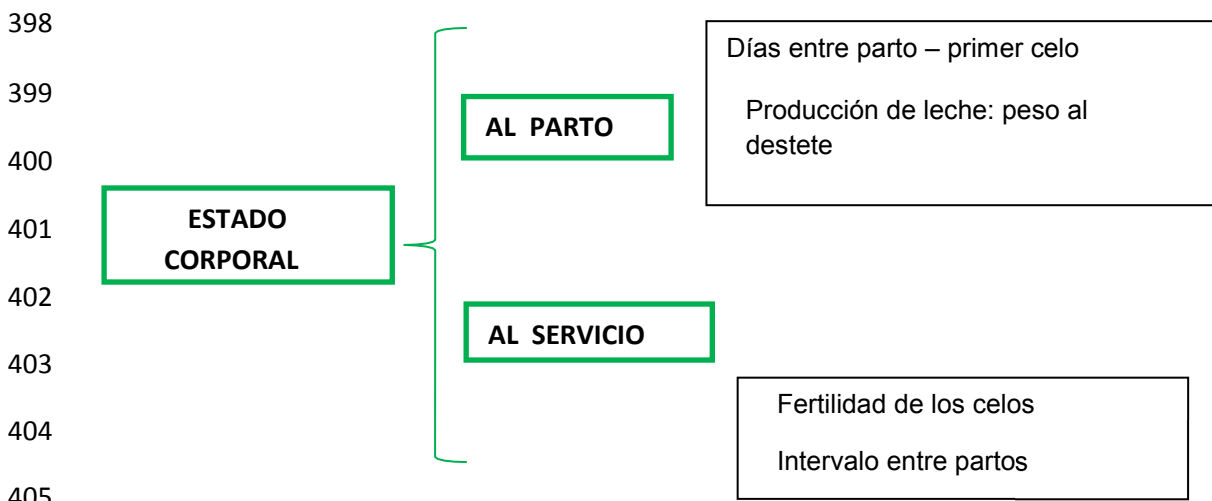 398
Días entre parto – primer celo
399
AL PARTO
Producción de leche: peso al
destete
400
ESTADO
CORPORAL
401
402
AL SERVICIO
403
Fertilidad de los celos
404
Intervalo entre partos
405